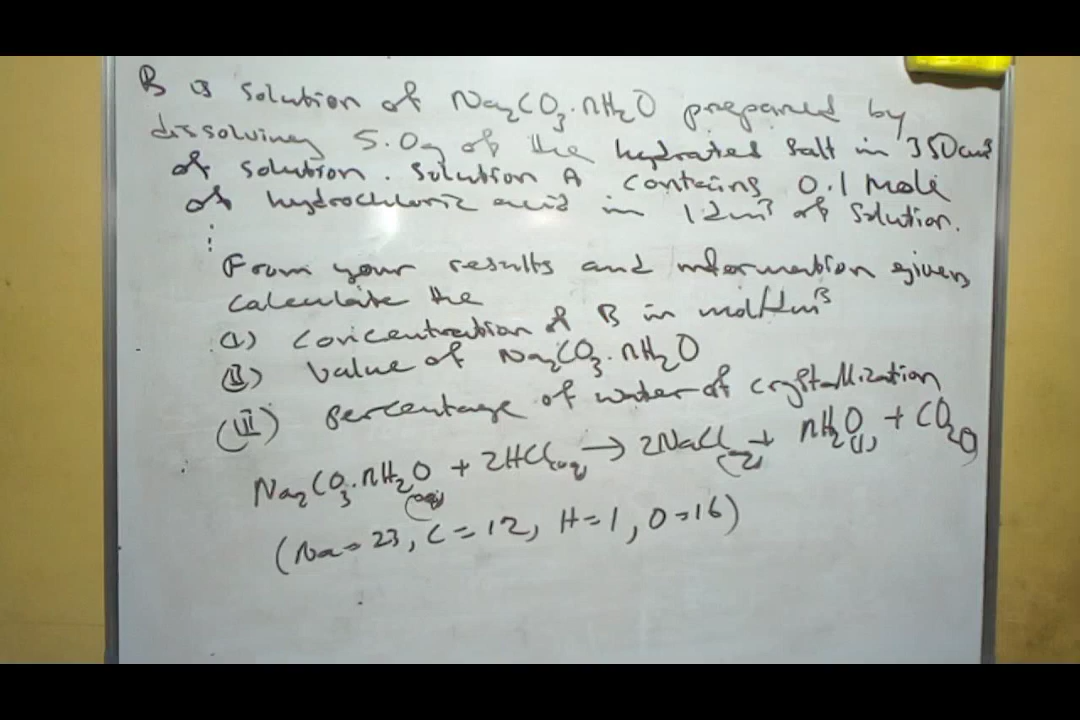 B is solution of Na₂CO₃.nH₂O prepared by
dissolving 5.0g of the hydrated salt in 350cm³
of solution. Solution A contains 0.1 Mole
of hydrochloric acid in 1dm³ of solution.
⋮
From your results and information given
calculate the
(I) concentration of B in mol/dm³
(II) value of Na₂CO₃.nH₂O
(III) percentage of water of crystallization
Na₂CO₃.nH₂O(aq) + 2HCl(aq) → 2NaCl(aq) + nH₂O(l) + CO₂(g)
(Na=23, C=12, H=1, O=16)